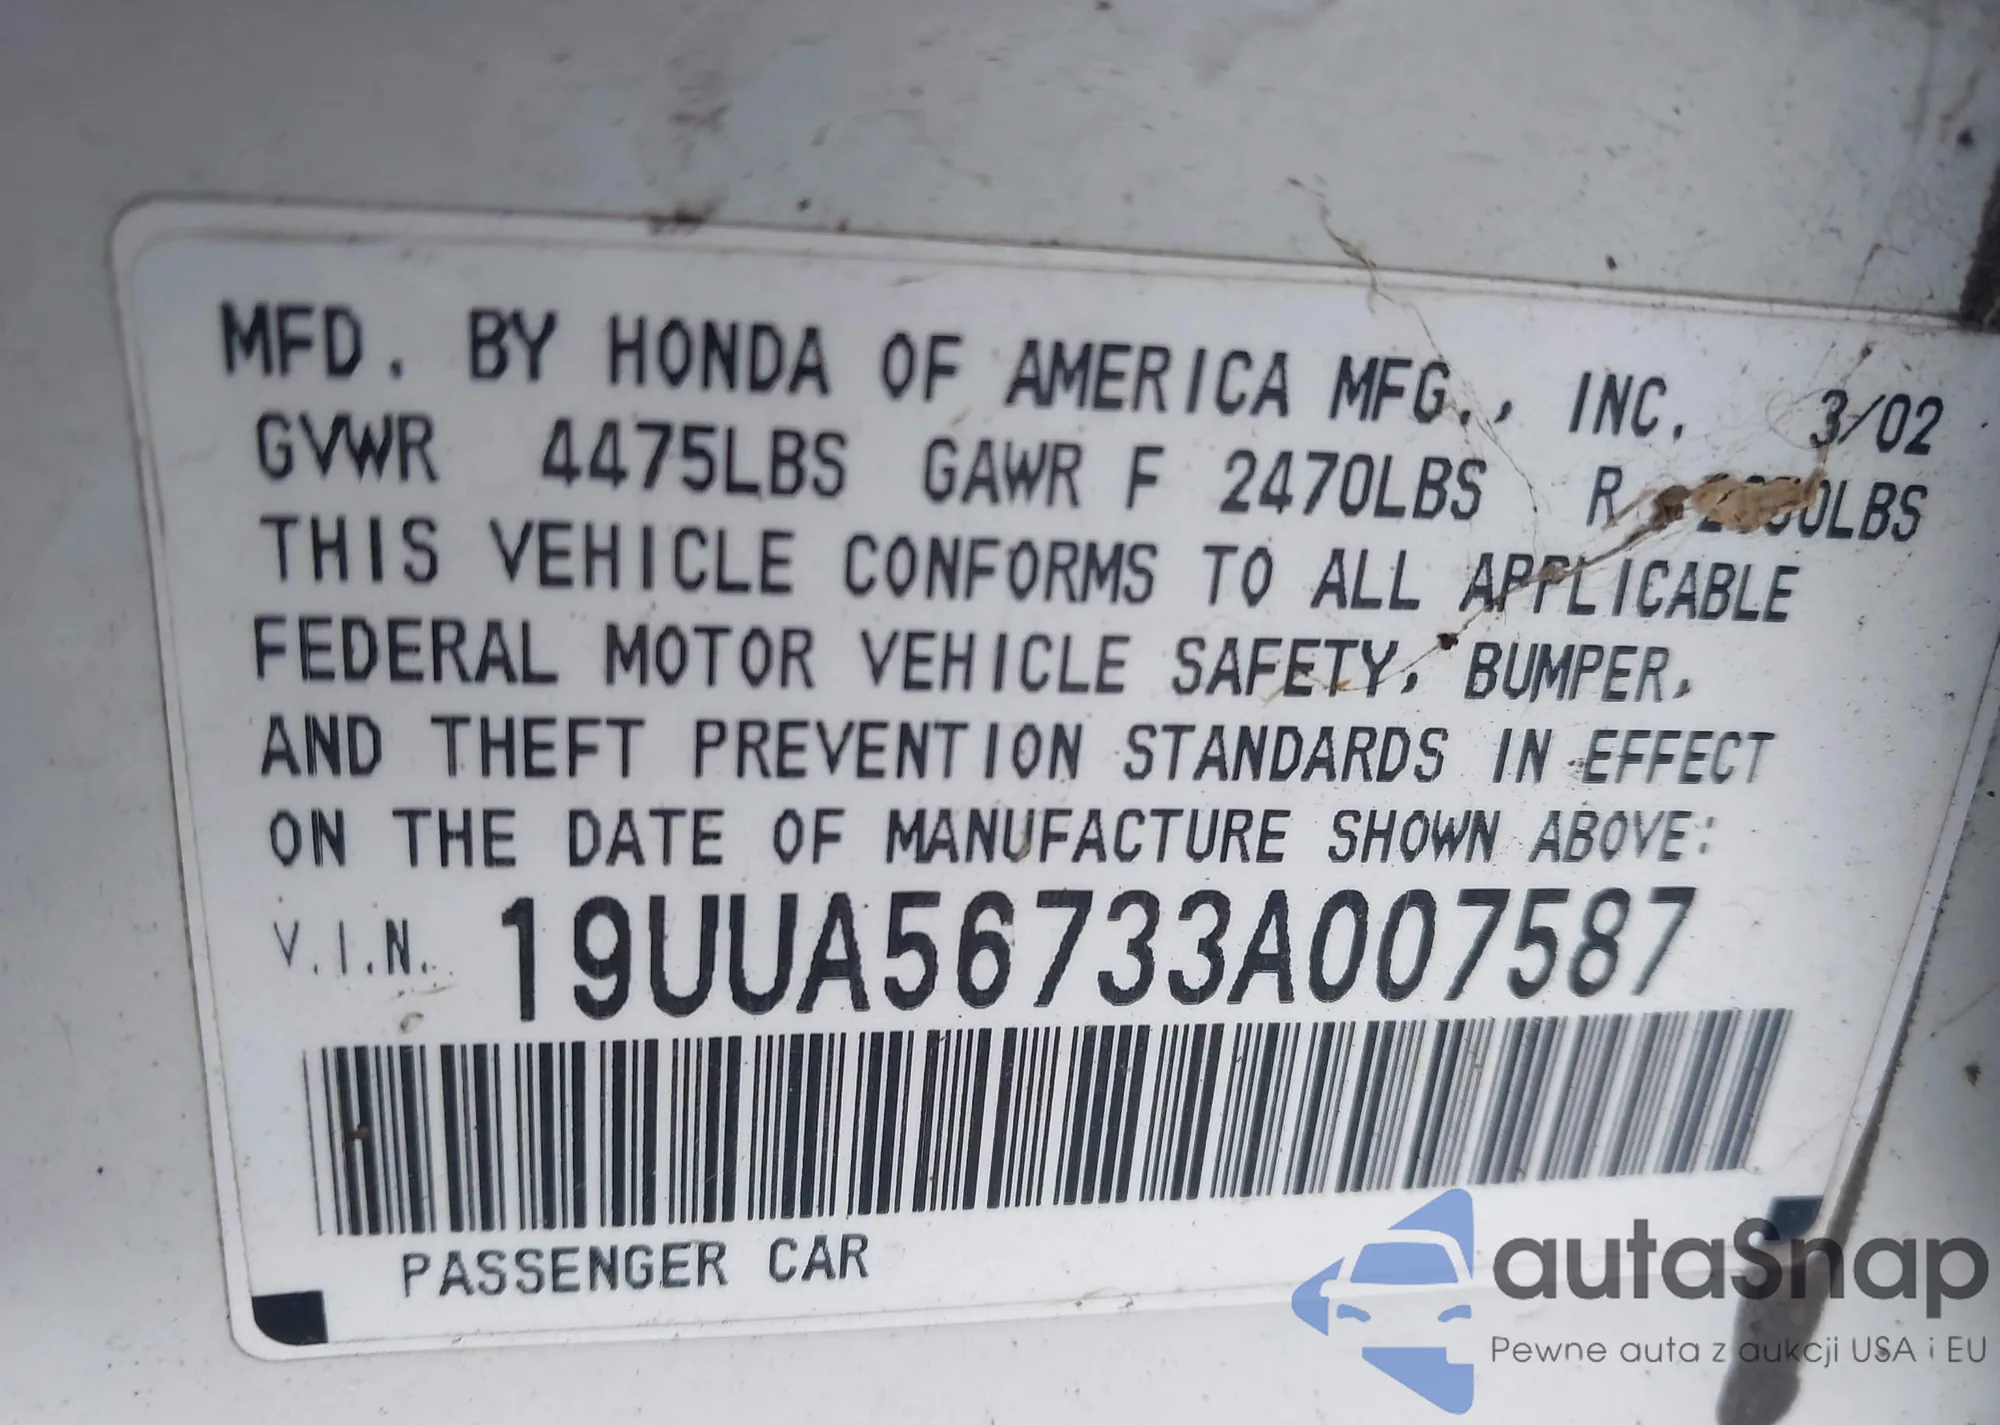 MFD. BY HONDA OF AMERICA MFG., INC. 3/02
GVWR 4475LBS GAWR F 2470LBS R
THIS VEHICLE CONFORMS TO ALL APPLICABLE
FEDERAL MOTOR VEHICLE SAFETY, BUMPER,
AND THEFT PREVENTION STANDARDS IN EFFECT
ON THE DATE OF MANUFACTURE SHOWN ABOVE:
V.I.N. 19UUA56733A007587
PASSENGER CAR
autaSnap
Pewne auta z aukcji USA i EU